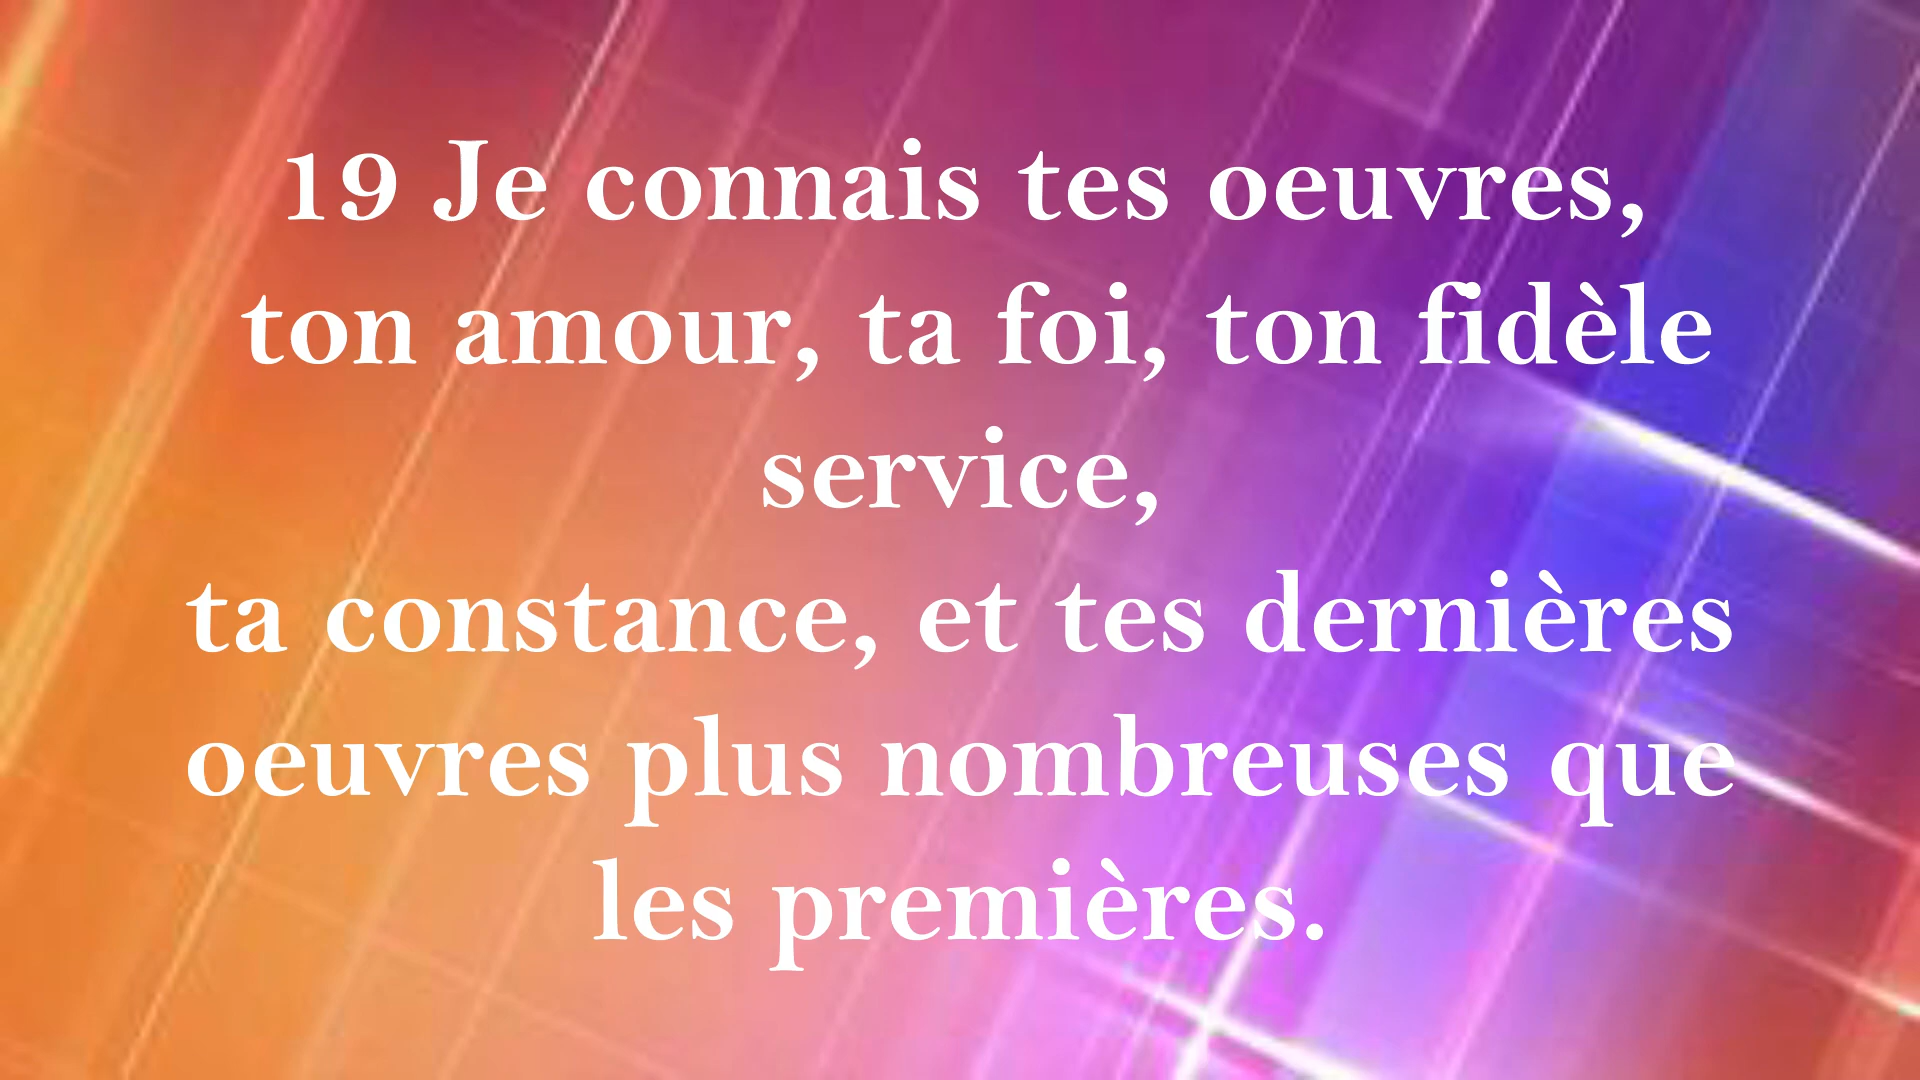 19 Je connais tes oeuvres,
ton amour, ta foi, ton fidèle
service,
ta constance, et tes dernières
oeuvres plus nombreuses que
les premières.